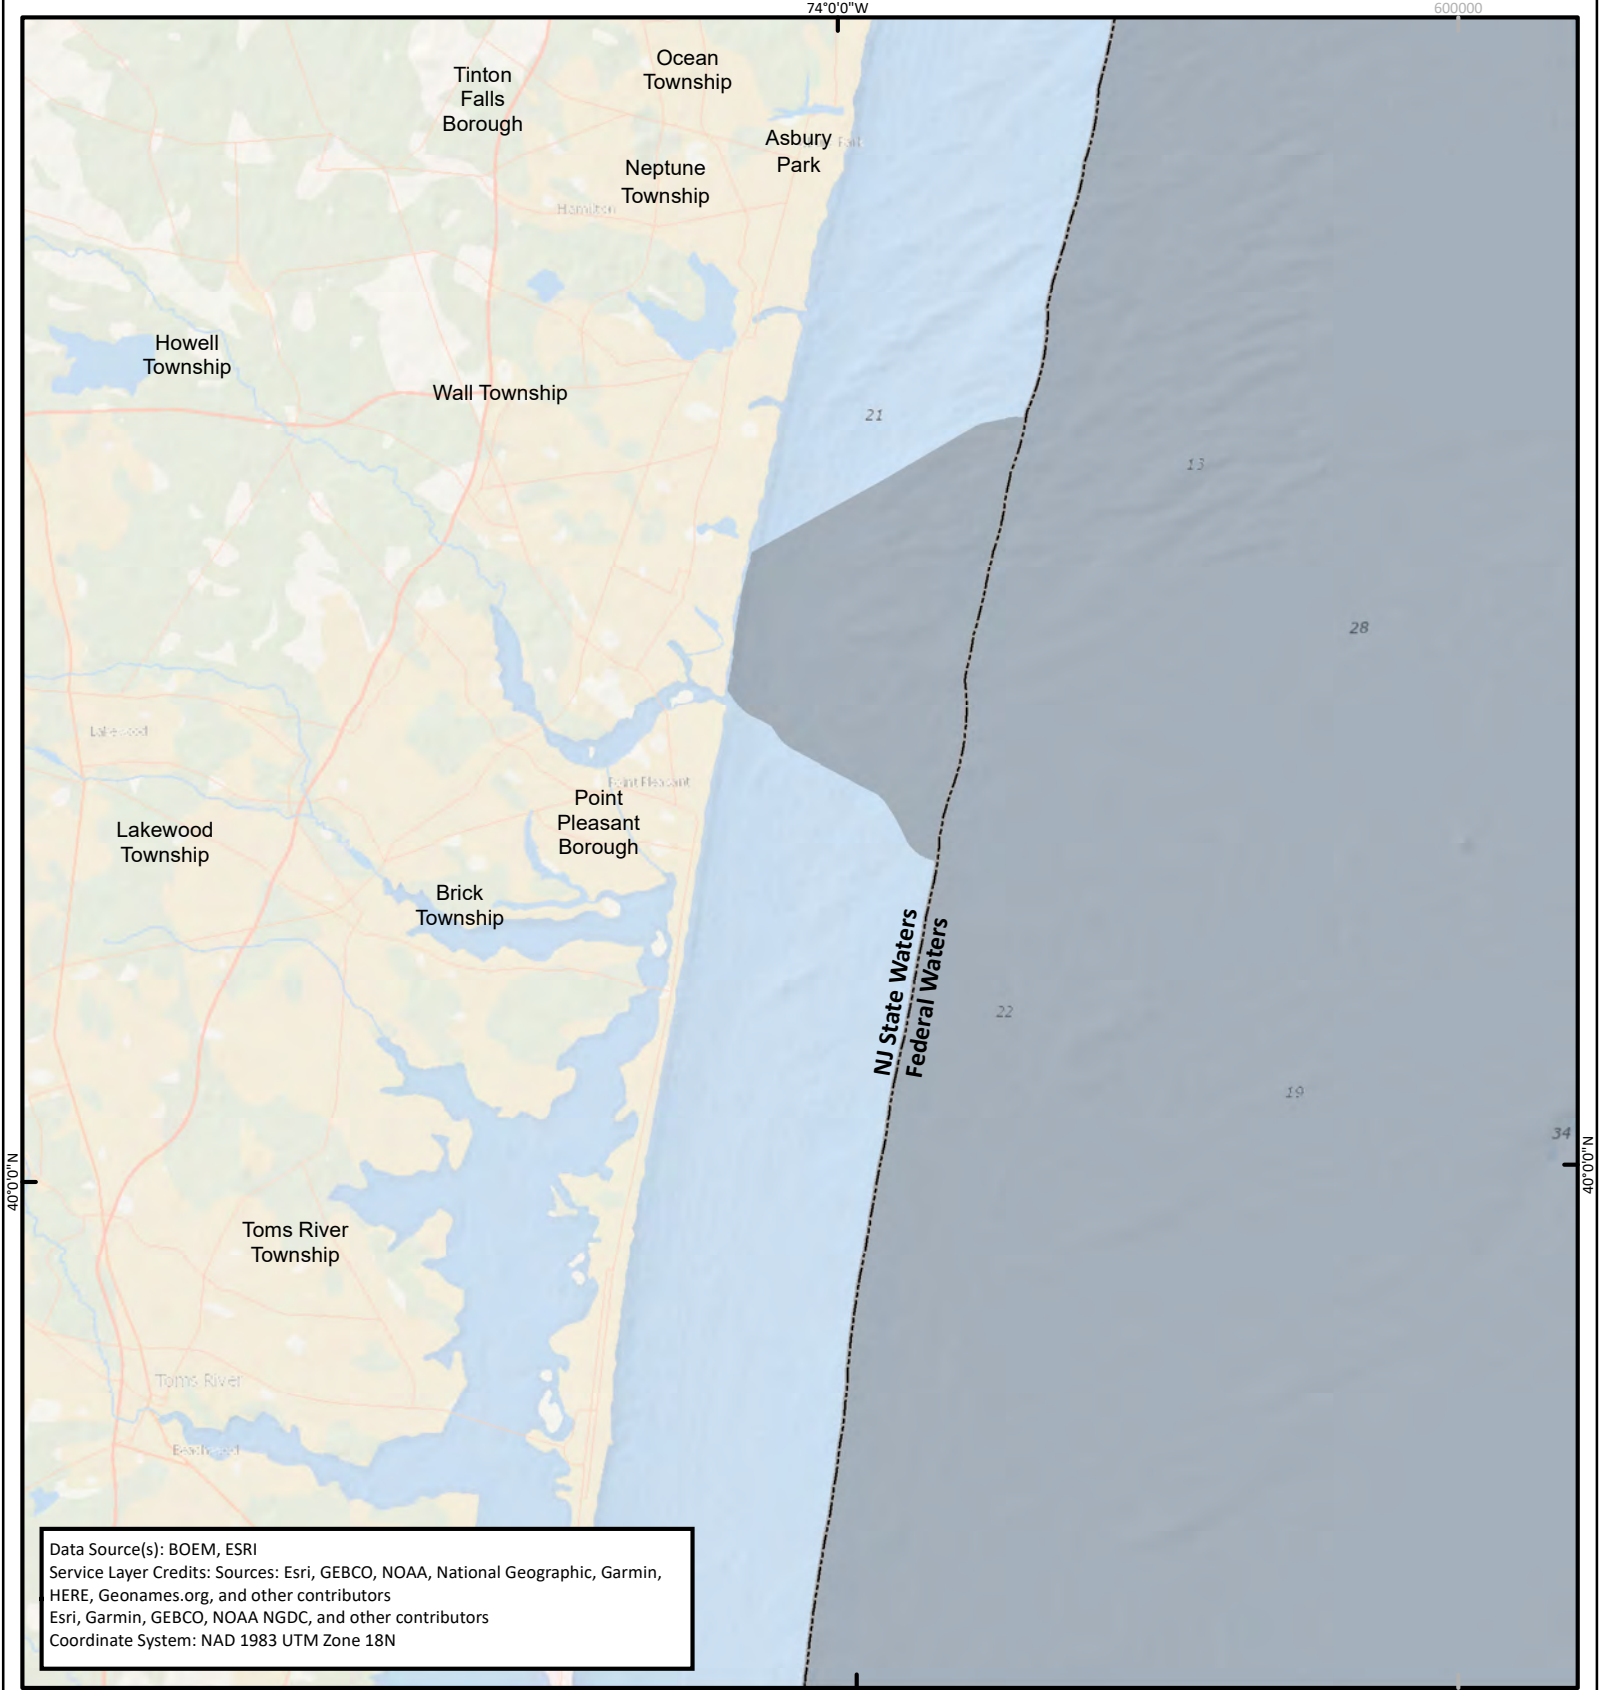 74°0'0"W
600000
Ocean
Township
Tinton
Falls
Borough
Asbury
Park
Neptune
Township
Hamilton
Howell
Township
Wall Township
21
13
28
Lakewood
Point Pleasant
Point
Pleasant
Borough
Lakewood
Township
Brick
Township
NJ State Waters
Federal Waters
22
19
34
40°0'0"N
40°0'0"N
Toms River
Township
Toms River
Beachwood
Data Source(s): BOEM, ESRI
Service Layer Credits: Sources: Esri, GEBCO, NOAA, National Geographic, Garmin,
HERE, Geonames.org, and other contributors
Esri, Garmin, GEBCO, NOAA NGDC, and other contributors
Coordinate System: NAD 1983 UTM Zone 18N